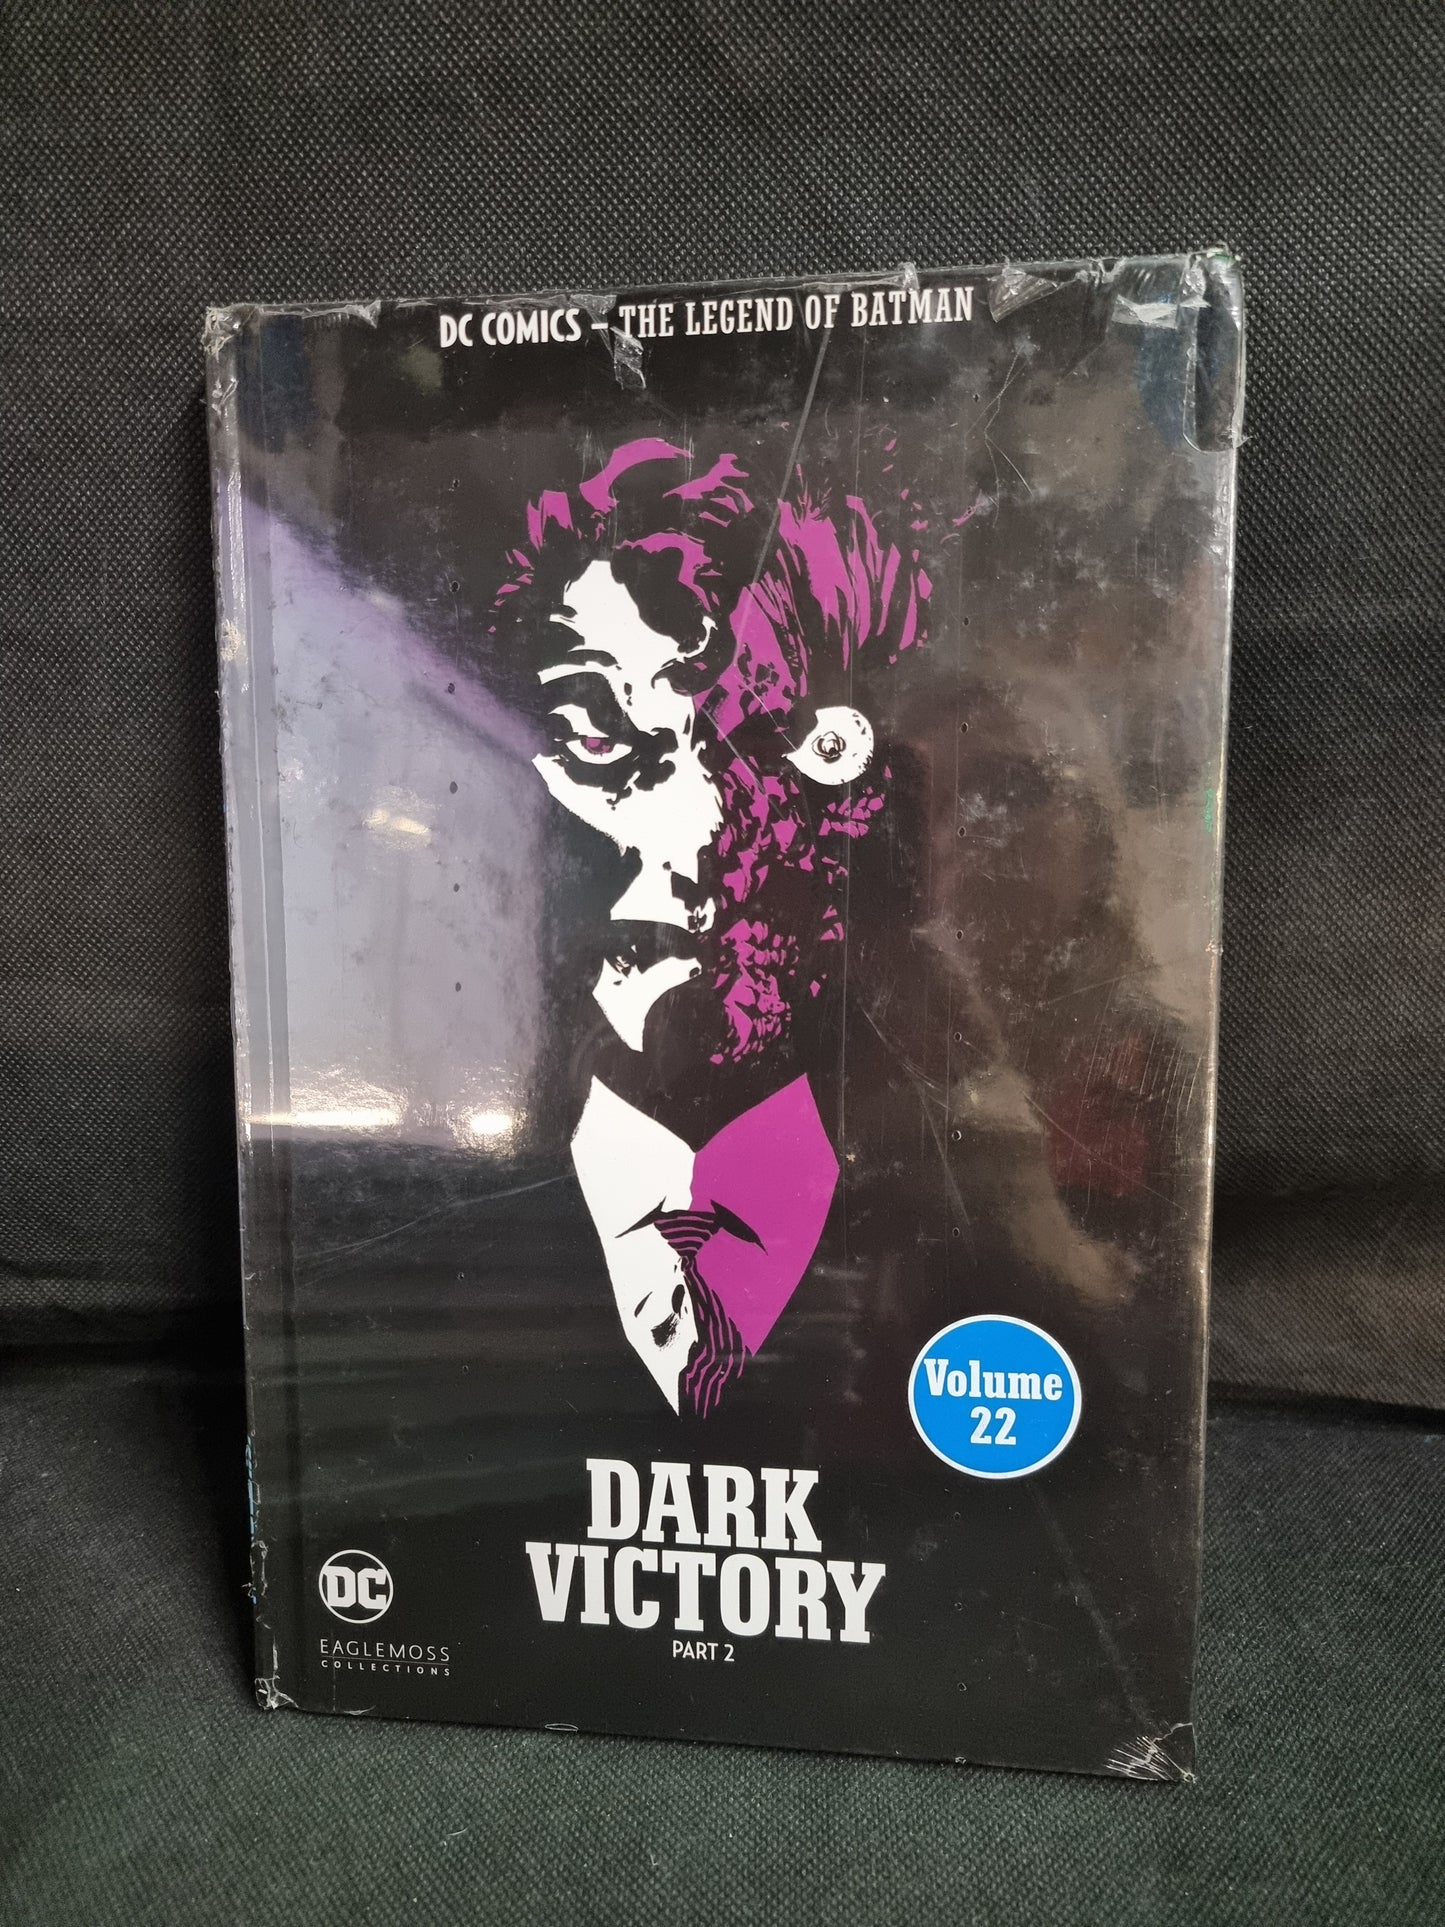 DC COMICS – THE LEGEND OF BATMAN
Volume
22
DARK
VICTORY
PART 2
DC
EAGLEMOSS
COLLECTIONS